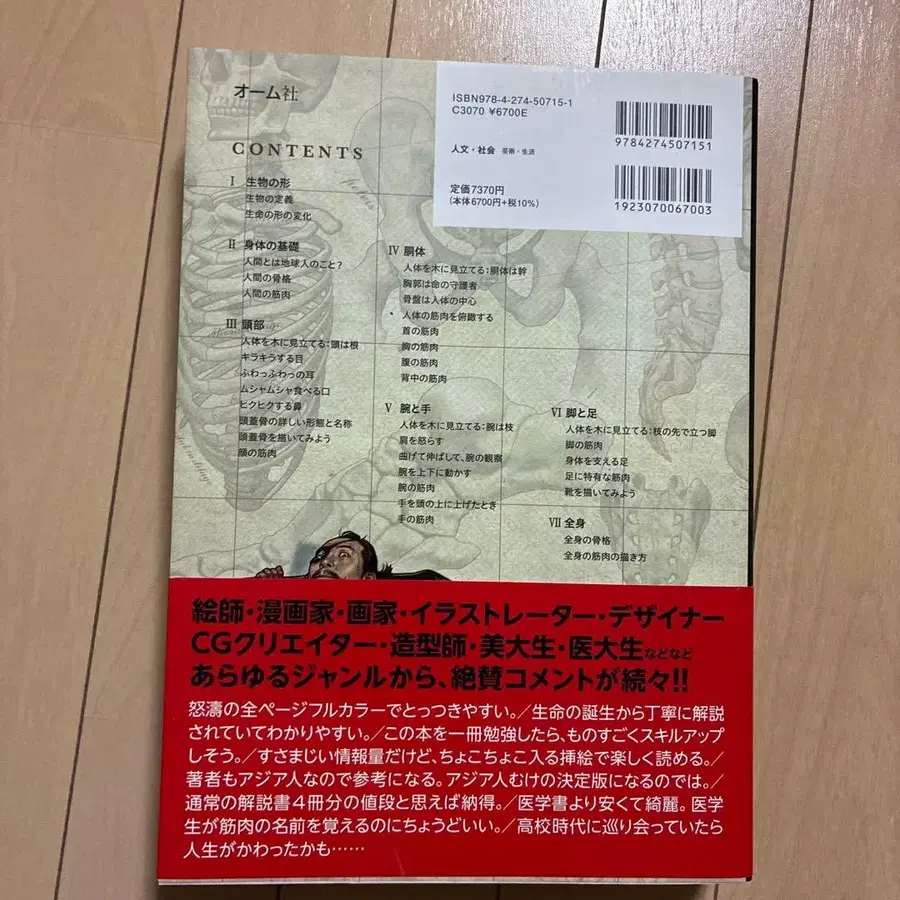 オーム社
ISBN978-4-274-50715-1
C3070 ¥6700E
人文・社会 芸術・生活
定価7370円
(本体6700円+税10%)
9784274507151
1923070067003
CONTENTS
I 生物の形
生物の定義
生命の形の変化
II 身体の基礎
人間とは地球人のこと?
人間の骨格
人間の筋肉
III 頭部
人体を木に見立てる:頭は根
キラキラする目
ふわっふわっの耳
ムシャムシャ食べる口
ヒクヒクする鼻
頭蓋骨の詳しい形態と名称
頭蓋骨を描いてみよう
顔の筋肉
IV 胴体
人体を木に見立てる:胴体は幹
胸郭は命の守護者
骨盤は人体の中心
人体の筋肉を俯瞰する
首の筋肉
胸の筋肉
腹の筋肉
背中の筋肉
V 腕と手
人体を木に見立てる:腕は枝
肩を怒らす
曲げて伸ばして、腕の観察
腕を上下に動かす
腕の筋肉
手を頭の上に上げたとき
手の筋肉
VI 脚と足
人体を木に見立てる:枝の先で立つ脚
脚の筋肉
身体を支える足
足に特有な筋肉
靴を描いてみよう
VII 全身
全身の骨格
全身の筋肉の描き方
絵師・漫画家・画家・イラストレーター・デザイナー
CGクリエイター・造型師・美大生・医大生などなど
あらゆるジャンルから、絶賛コメントが続々!!
怒濤の全ページフルカラーでとっつきやすい。/生命の誕生から丁寧に解説
されていてわかりやすい。/この本を一冊勉強したら、ものすごくスキルアップ
しそう。/すさまじい情報量だけど、ちょこちょこ入る挿絵で楽しく読める。/
著者もアジア人なので参考になる。アジア人むけの決定版になるのでは。/
通常の解説書4冊分の値段と思えば納得。/医学書より安くて綺麗。医学
生が筋肉の名前を覚えるのにちょうどいい。/高校時代に巡り会っていたら
人生がかわったかも……